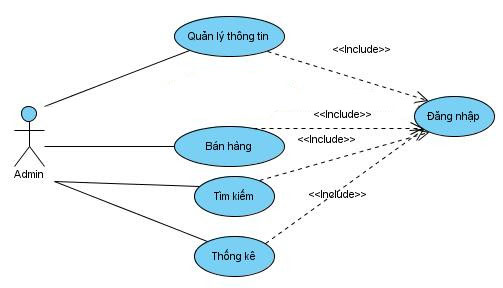 Quản lý thông tin
<<Include>>
Đăng nhập
<<Include>>
Bán hàng
<<Include>>
Admin
Tìm kiếm
<<Include>>
Thống kê